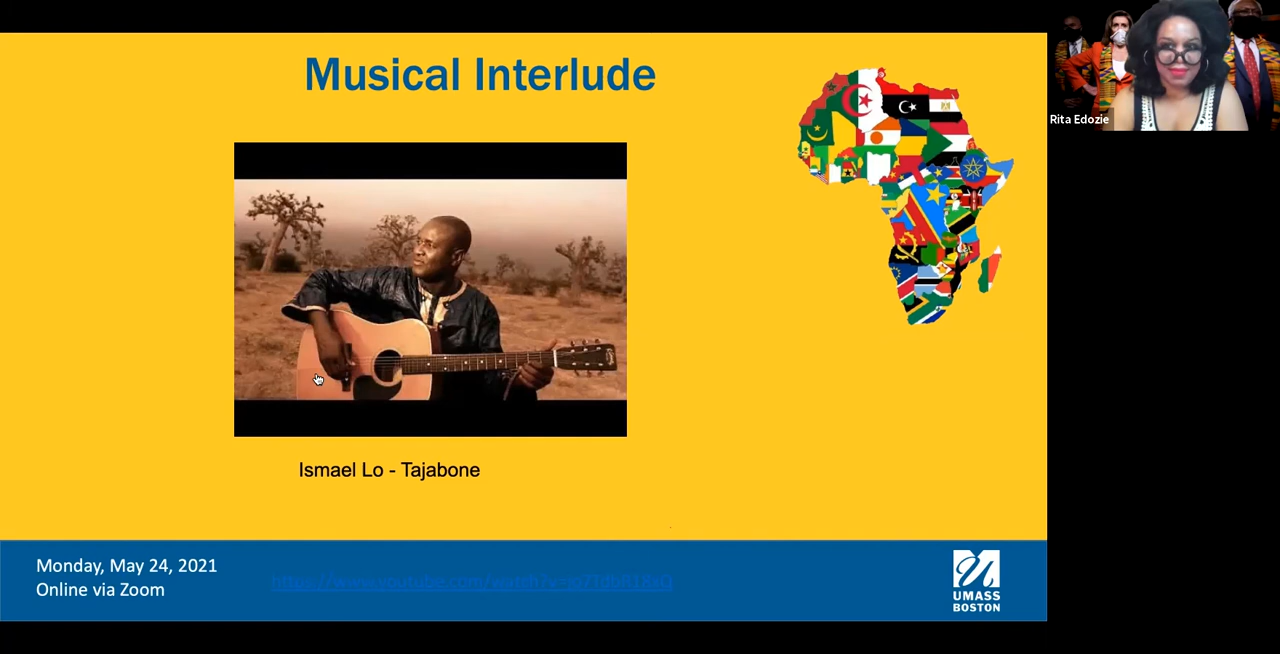 Musical Interlude
Rita Edozie
Ismael Lo - Tajabone
Monday, May 24, 2021
Online via Zoom
UMASS
BOSTON